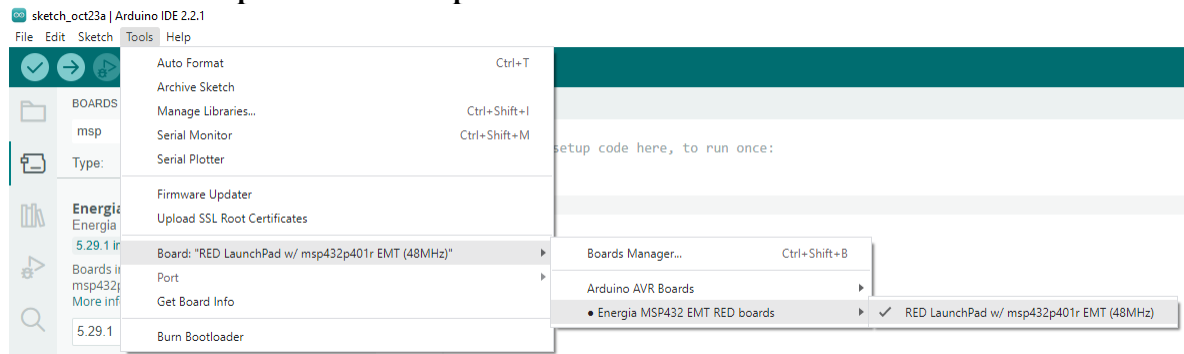 sketch_oct23a | Arduino IDE 2.2.1
File Edit Sketch Tools Help
BOARDS
msp
Type:
Energia
Energia
5.29.1 in
Boards in
msp432p
More inf
5.29.1
Auto Format Ctrl+T
Archive Sketch
Manage Libraries... Ctrl+Shift+I
Serial Monitor Ctrl+Shift+M
Serial Plotter
Firmware Updater
Upload SSL Root Certificates
Board: "RED LaunchPad w/ msp432p401r EMT (48MHz)"
Port
Get Board Info
Burn Bootloader
setup code here, to run once:
Boards Manager... Ctrl+Shift+B
Arduino AVR Boards
● Energia MSP432 EMT RED boards
✓ RED LaunchPad w/ msp432p401r EMT (48MHz)